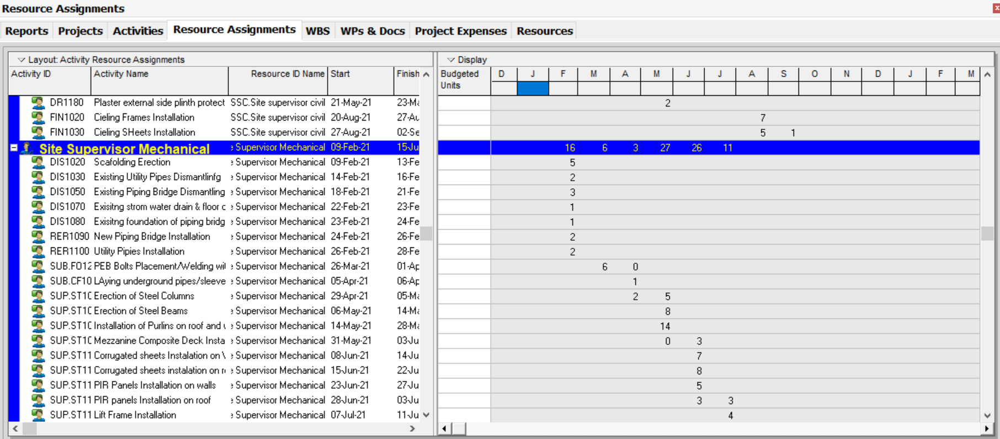 Resource Assignments
Reports Projects Activities Resource Assignments WBS WPs & Docs Project Expenses Resources
Layout: Activity Resource Assignments Display
Activity ID Activity Name Resource ID Name Start Finish Budgeted Units D J F M A M J J A S O N D J F M
DR1180 Plaster external side plinth protect SSC.Site supervisor civil 21-May-21 23-Ma 2
FIN1020 Cieling Frames Installation SSC.Site supervisor civil 20-Aug-21 27-Au 7
FIN1030 Cieling SHeets Installation SSC.Site supervisor civil 27-Aug-21 02-Se 5 1
Site Supervisor Mechanical Supervisor Mechanical 09-Feb-21 15-Ju 16 6 3 27 26 11
DIS1020 Scafolding Erection Supervisor Mechanical 09-Feb-21 13-Fe 5
DIS1030 Existing Utility Pipes Dismantlinfg Supervisor Mechanical 14-Feb-21 16-Fe 2
DIS1050 Existing Piping Bridge Dismantling Supervisor Mechanical 18-Feb-21 21-Fe 3
DIS1070 Exisitng strom water drain & floor c Supervisor Mechanical 22-Feb-21 23-Fe 1
DIS1080 Exisitng foundation of piping bridg Supervisor Mechanical 23-Feb-21 24-Fe 1
RER1090 New Piping Bridge Installation Supervisor Mechanical 24-Feb-21 26-Fe 2
RER1100 Utility Pipies Installation Supervisor Mechanical 26-Feb-21 28-Fe 2
SUB.FO12 PEB Bolts Placement/Welding wit Supervisor Mechanical 26-Mar-21 01-Ap 6 0
SUB.CF10 LAying underground pipes/sleeve Supervisor Mechanical 05-Apr-21 06-Ap 1
SUP.ST10 Erection of Steel Columns Supervisor Mechanical 29-Apr-21 05-Ma 2 5
SUP.ST10 Erection of Steel Beams Supervisor Mechanical 06-May-21 14-Ma 8
SUP.ST10 Installation of Purlins on roof and Supervisor Mechanical 14-May-21 28-Ma 14
SUP.ST10 Mezzanine Composite Deck Insta Supervisor Mechanical 31-May-21 03-Ju 0 3
SUP.ST11 Corrugated sheets Instalation on Supervisor Mechanical 08-Jun-21 14-Ju 7
SUP.ST11 Corrugated sheets instalation on r Supervisor Mechanical 15-Jun-21 22-Ju 8
SUP.ST11 PIR Panels Installation on walls Supervisor Mechanical 23-Jun-21 27-Ju 5
SUP.ST11 PIR panels Installation on roof Supervisor Mechanical 28-Jun-21 03-Ju 3 3
SUP.ST11 Lift Frame Installation Supervisor Mechanical 07-Jul-21 11-Ju 4